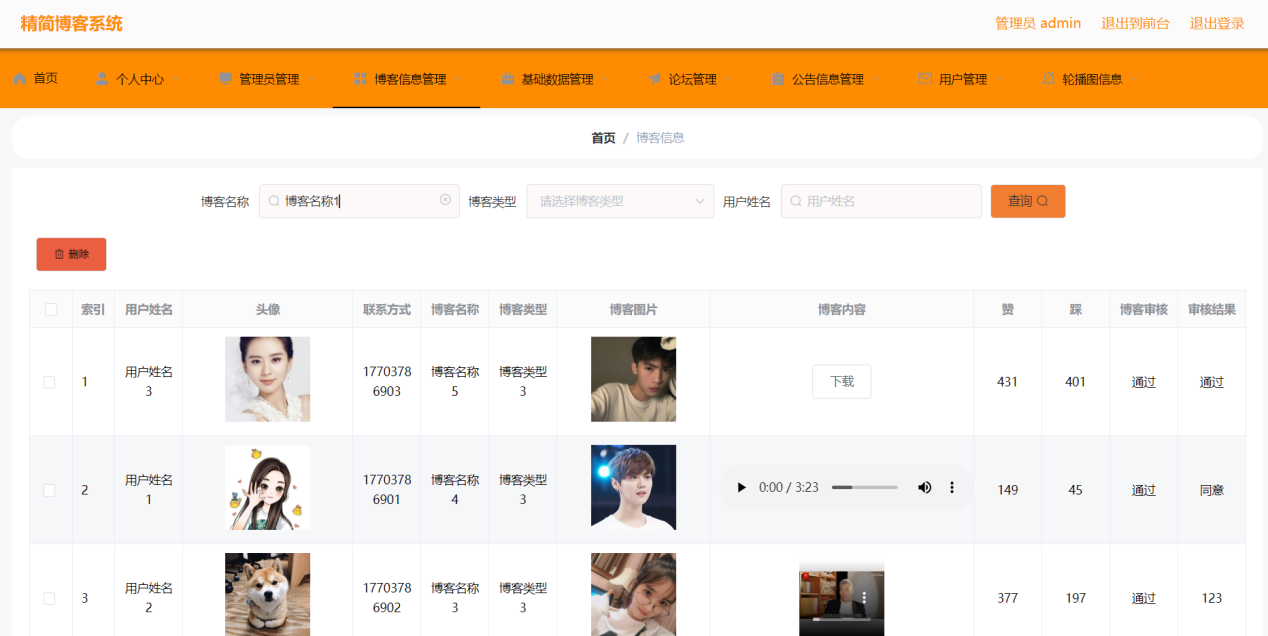 精简博客系统
管理员 admin 退出到前台 退出登录
首页 个人中心 管理员管理 博客信息管理 基础数据管理 论坛管理 公告信息管理 用户管理 轮播图信息
首页 / 博客信息
博客名称 博客名称1 博客类型 请选择博客类型 用户姓名 用户姓名 查询
删除
索引 用户姓名 头像 联系方式 博客名称 博客类型 博客图片 博客内容 赞 踩 博客审核 审核结果
1 用户姓名3 17703786903 博客名称5 博客类型3 下载 431 401 通过 通过
2 用户姓名1 17703786901 博客名称4 博客类型3 0:00 / 3:23 149 45 通过 同意
3 用户姓名2 17703786902 博客名称3 博客类型3 377 197 通过 123